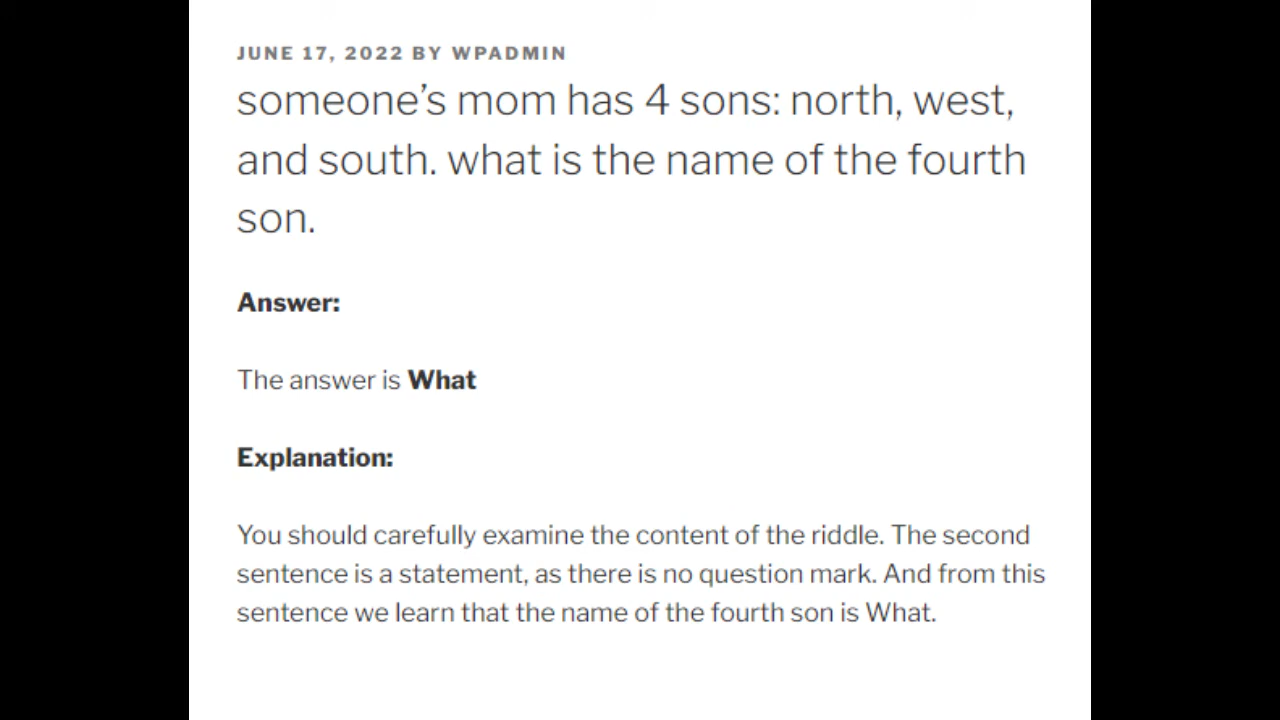 JUNE 17, 2022 BY WPADMIN
someone’s mom has 4 sons: north, west,
and south. what is the name of the fourth
son.
Answer:
The answer is What
Explanation:
You should carefully examine the content of the riddle. The second
sentence is a statement, as there is no question mark. And from this
sentence we learn that the name of the fourth son is What.